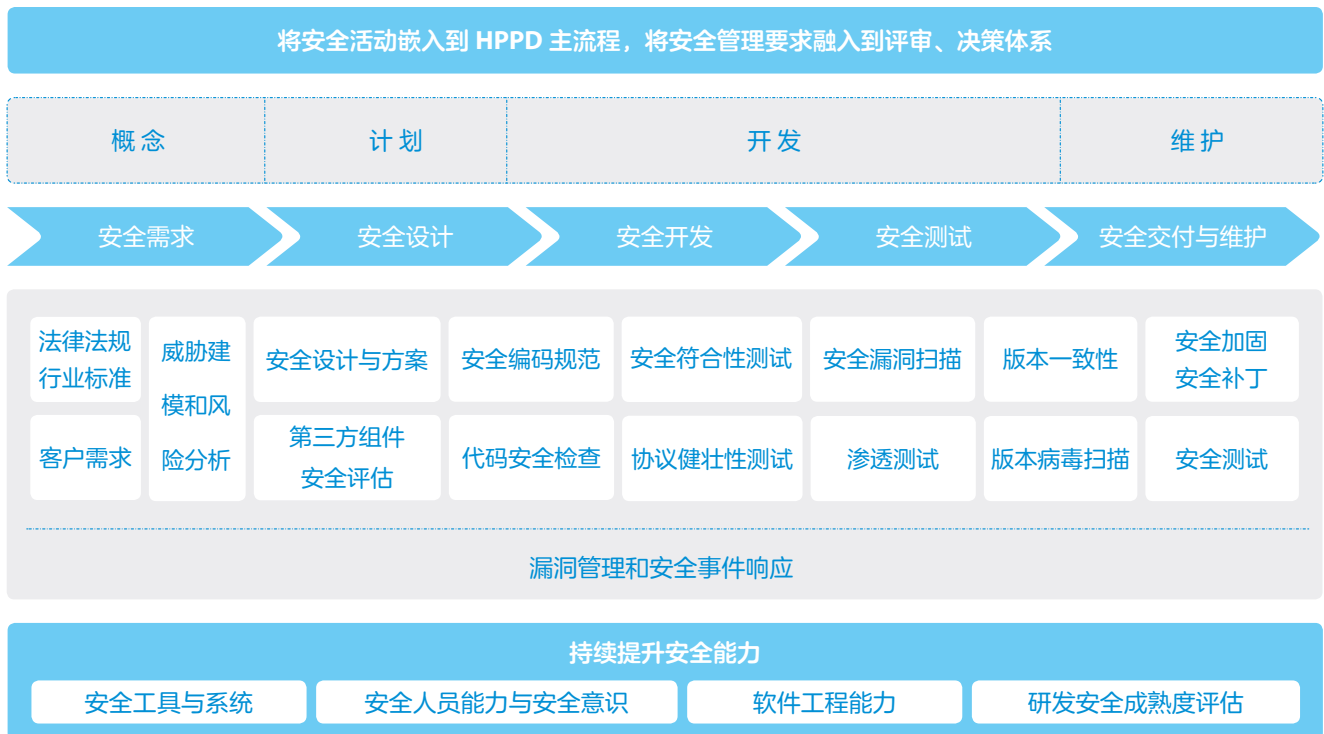 将安全活动嵌入到 HPPD 主流程，将安全管理要求融入到评审、决策体系
概念
计划
开发
维护
安全需求
安全设计
安全开发
安全测试
安全交付与维护
法律法规
行业标准
客户需求
威胁建
模和风
险分析
安全设计与方案
第三方组件
安全评估
安全编码规范
代码安全检查
安全符合性测试
协议健壮性测试
安全漏洞扫描
渗透测试
版本一致性
版本病毒扫描
安全加固
安全补丁
安全测试
漏洞管理和安全事件响应
持续提升安全能力
安全工具与系统
安全人员能力与安全意识
软件工程能力
研发安全成熟度评估